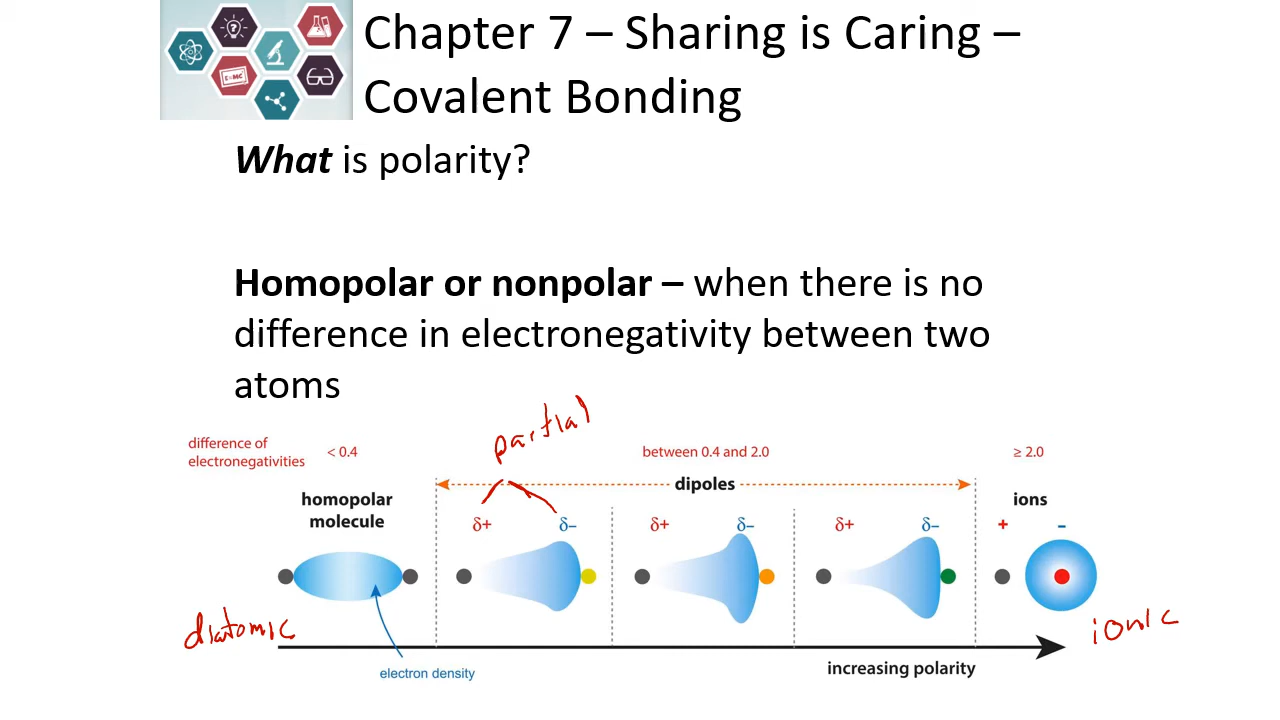 Chapter 7 – Sharing is Caring –
Covalent Bonding
What is polarity?
Homopolar or nonpolar – when there is no
difference in electronegativity between two
atoms
partial
difference of
electronegativities
< 0.4
between 0.4 and 2.0
≥ 2.0
dipoles
homopolar
molecule
ions
δ+ δ– δ+ δ– δ+ δ– + –
diatomic
ionic
electron density
increasing polarity
E=MC